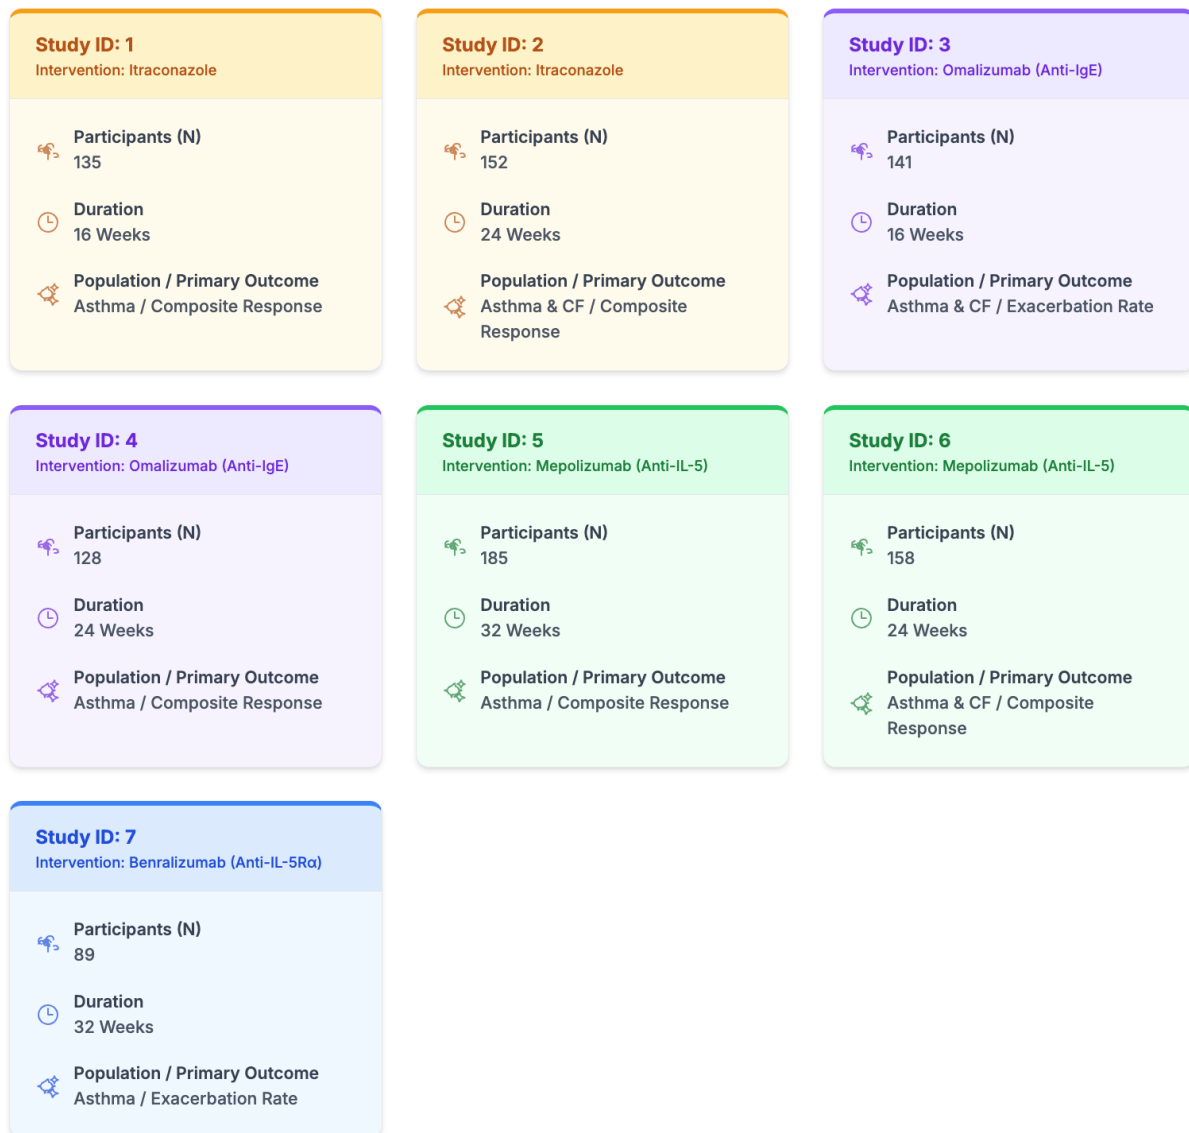 Study ID: 1
Intervention: Itraconazole
Participants (N)
135
Duration
16 Weeks
Population / Primary Outcome
Asthma / Composite Response
Study ID: 2
Intervention: Itraconazole
Participants (N)
152
Duration
24 Weeks
Population / Primary Outcome
Asthma & CF / Composite
Response
Study ID: 3
Intervention: Omalizumab (Anti-IgE)
Participants (N)
141
Duration
16 Weeks
Population / Primary Outcome
Asthma & CF / Exacerbation Rate
Study ID: 4
Intervention: Omalizumab (Anti-IgE)
Participants (N)
128
Duration
24 Weeks
Population / Primary Outcome
Asthma / Composite Response
Study ID: 5
Intervention: Mepolizumab (Anti-IL-5)
Participants (N)
185
Duration
32 Weeks
Population / Primary Outcome
Asthma / Composite Response
Study ID: 6
Intervention: Mepolizumab (Anti-IL-5)
Participants (N)
158
Duration
24 Weeks
Population / Primary Outcome
Asthma & CF / Composite
Response
Study ID: 7
Intervention: Benralizumab (Anti-IL-5Rα)
Participants (N)
89
Duration
32 Weeks
Population / Primary Outcome
Asthma / Exacerbation Rate